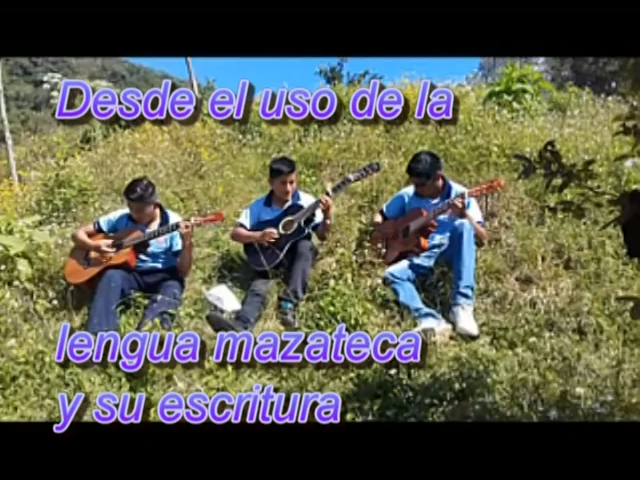 Desde el uso de la
lengua mazateca
y su escritura